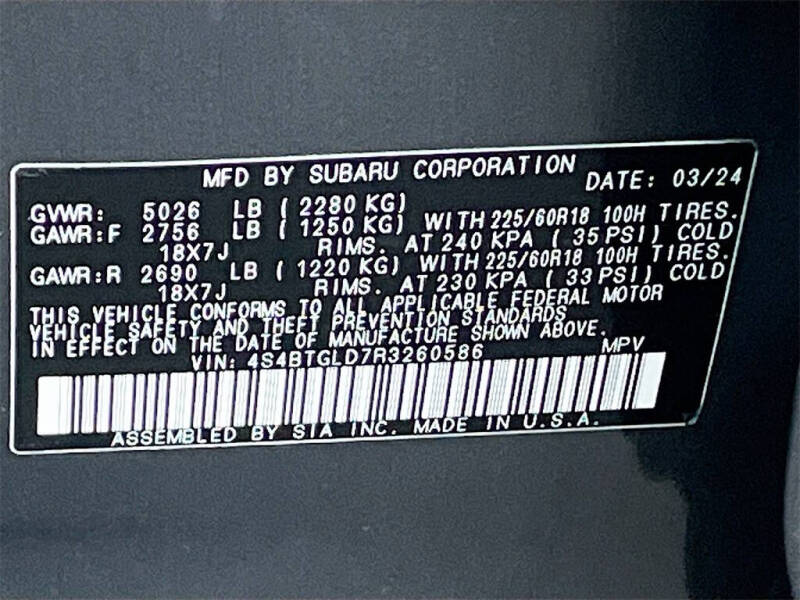 MFD BY SUBARU CORPORATION DATE: 03/24
GVWR: 5026 LB ( 2280 KG)
GAWR:F 2756 LB ( 1250 KG) WITH 225/60R18 100H TIRES.
18X7J RIMS. AT 240 KPA ( 35 PSI) COLD
GAWR:R 2690 LB ( 1220 KG) WITH 225/60R18 100H TIRES.
18X7J RIMS. AT 230 KPA ( 33 PSI) COLD
THIS VEHICLE CONFORMS TO ALL APPLICABLE FEDERAL MOTOR
VEHICLE SAFETY AND THEFT PREVENTION STANDARDS
IN EFFECT ON THE DATE OF MANUFACTURE SHOWN ABOVE.
VIN: 4S4BTGLD7R3260586 MPV
ASSEMBLED BY SIA INC. MADE IN U.S.A.